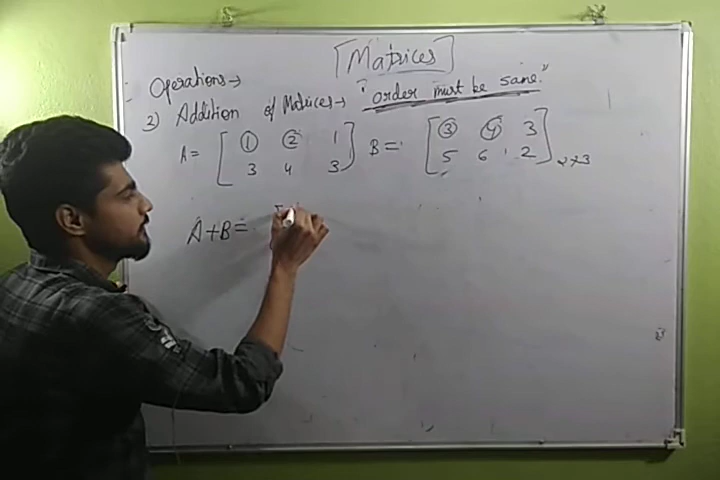 [Matrices]
Operations→
3) Addition of Matrices→ "order must be same."
A= [ 1 2 1 B= [ 3 4 3
3 4 3 ] 5 6 2 ] 2×3
A+B= [